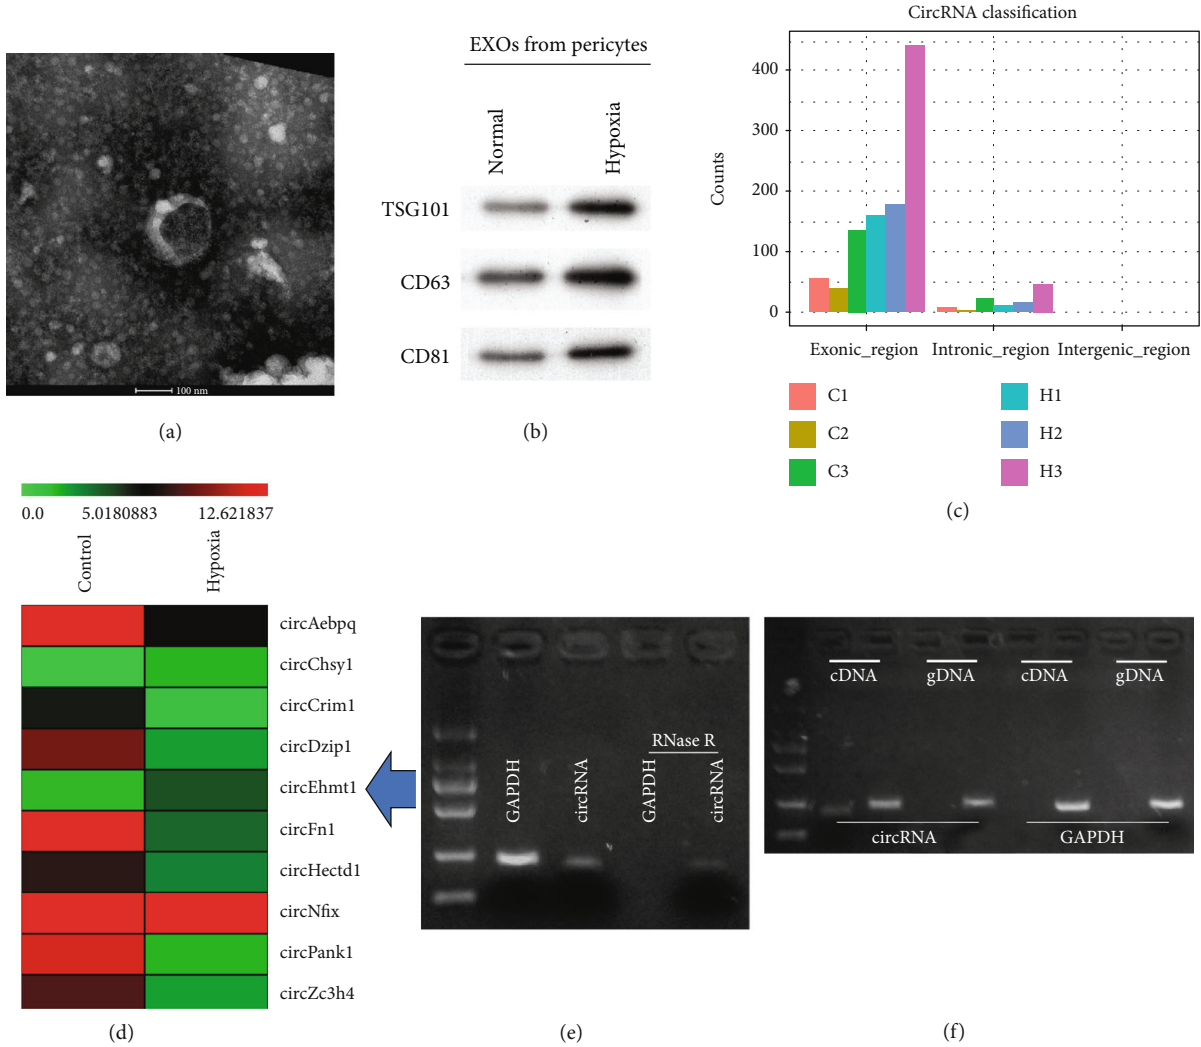 100 nm
(a)
EXOs from pericytes
Normal
Hypoxia
TSG101
CD63
CD81
(b)
CircRNA classification
Counts
400
300
200
100
0
Exonic_region
Intronic_region
Intergenic_region
C1
H1
C2
H2
C3
H3
(c)
0.0
5.0180883
12.621837
Control
Hypoxia
circAebpq
circChsy1
circCrim1
circDzip1
circEhmt1
circFn1
circHectd1
circNfix
circPank1
circZc3h4
(d)
RNase R
GAPDH
circRNA
GAPDH
circRNA
(e)
cDNA
gDNA
cDNA
gDNA
circRNA
GAPDH
(f)